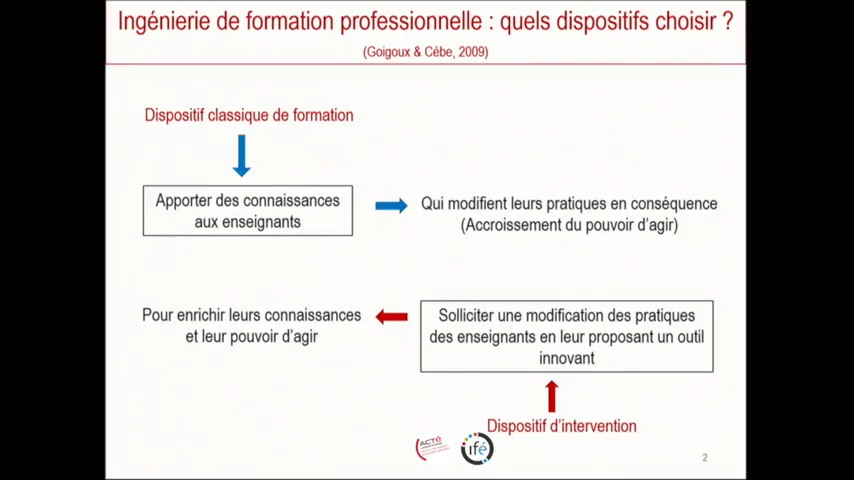 Ingénierie de formation professionnelle : quels dispositifs choisir ?
(Goigoux & Cèbe, 2009)
Dispositif classique de formation
Apporter des connaissances
aux enseignants
Qui modifient leurs pratiques en conséquence
(Accroissement du pouvoir d'agir)
Pour enrichir leurs connaissances
et leur pouvoir d'agir
Solliciter une modification des pratiques
des enseignants en leur proposant un outil
innovant
Dispositif d'intervention
ACTé
ifé
2